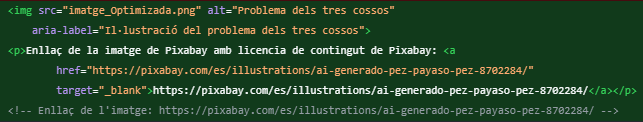 <img src="imatge_Optimizada.png" alt="Problema dels tres cossos"
aria-label="Il·lustració del problema dels tres cossos">
<p>Enllaç de la imatge de Pixabay amb licencia de contingut de Pixabay: <a
href="https://pixabay.com/es/illustrations/ai-generado-pez-payaso-pez-8702284/"
target="_blank">https://pixabay.com/es/illustrations/ai-generado-pez-payaso-pez-8702284/</a></p>
<!-- Enllaç de l'imatge: https://pixabay.com/es/illustrations/ai-generado-pez-payaso-pez-8702284/ -->